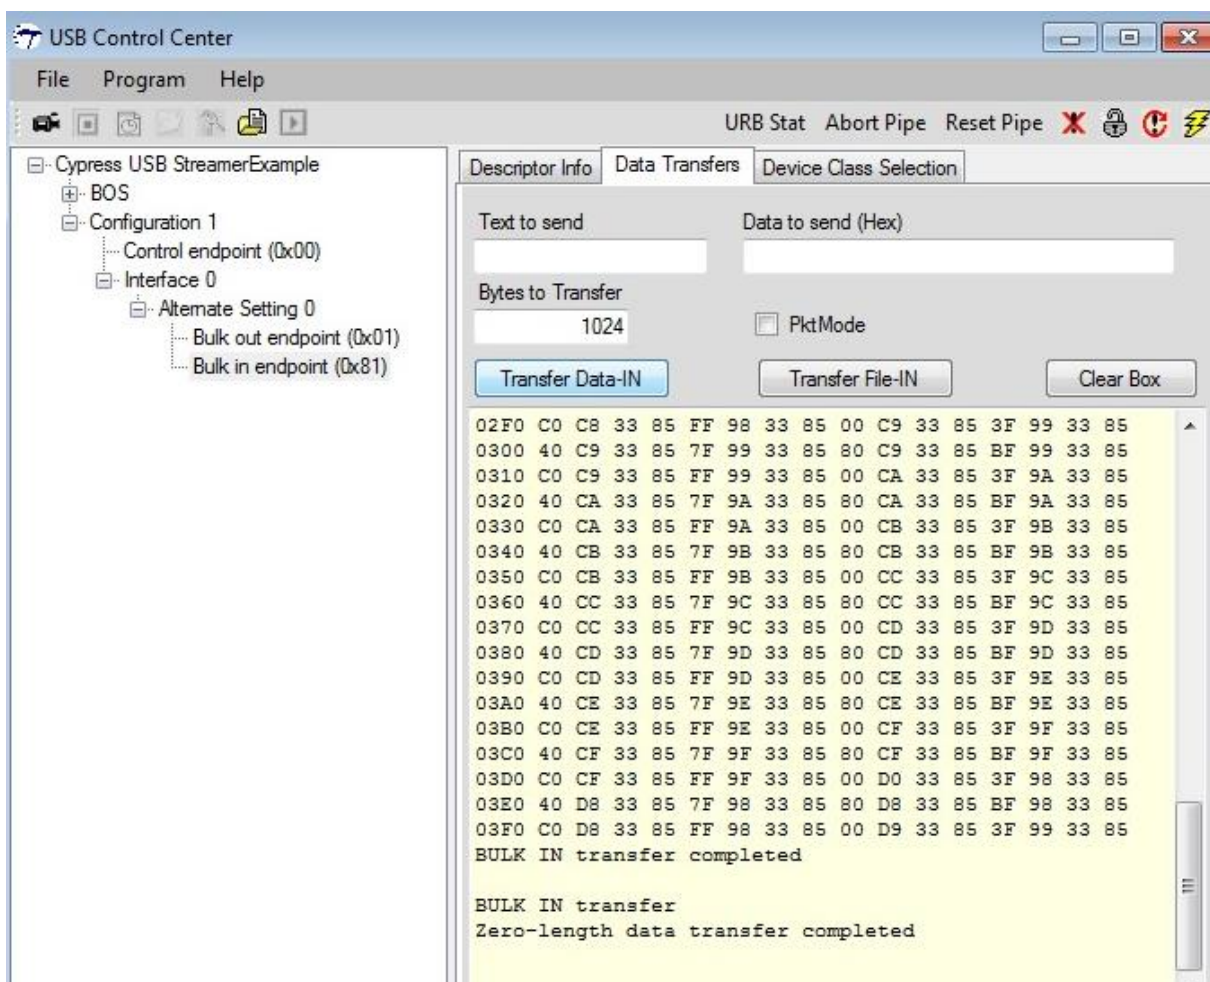 USB Control Center
File Program Help
URB Stat Abort Pipe Reset Pipe
Cypress USB StreamerExample
BOS
Configuration 1
Control endpoint (0x00)
Interface 0
Alternate Setting 0
Bulk out endpoint (0x01)
Bulk in endpoint (0x81)
Descriptor Info Data Transfers Device Class Selection
Text to send Data to send (Hex)
Bytes to Transfer
1024 PktMode
Transfer Data-IN Transfer File-IN Clear Box
02F0 C0 C8 33 85 FF 98 33 85 00 C9 33 85 3F 99 33 85
0300 40 C9 33 85 7F 99 33 85 80 C9 33 85 BF 99 33 85
0310 C0 C9 33 85 FF 99 33 85 00 CA 33 85 3F 9A 33 85
0320 40 CA 33 85 7F 9A 33 85 80 CA 33 85 BF 9A 33 85
0330 C0 CA 33 85 FF 9A 33 85 00 CB 33 85 3F 9B 33 85
0340 40 CB 33 85 7F 9B 33 85 80 CB 33 85 BF 9B 33 85
0350 C0 CB 33 85 FF 9B 33 85 00 CC 33 85 3F 9C 33 85
0360 40 CC 33 85 7F 9C 33 85 80 CC 33 85 BF 9C 33 85
0370 C0 CC 33 85 FF 9C 33 85 00 CD 33 85 3F 9D 33 85
0380 40 CD 33 85 7F 9D 33 85 80 CD 33 85 BF 9D 33 85
0390 C0 CD 33 85 FF 9D 33 85 00 CE 33 85 3F 9E 33 85
03A0 40 CE 33 85 7F 9E 33 85 80 CE 33 85 BF 9E 33 85
03B0 C0 CE 33 85 FF 9E 33 85 00 CF 33 85 3F 9F 33 85
03C0 40 CF 33 85 7F 9F 33 85 80 CF 33 85 BF 9F 33 85
03D0 C0 CF 33 85 FF 9F 33 85 00 D0 33 85 3F 98 33 85
03E0 40 D8 33 85 7F 98 33 85 80 D8 33 85 BF 98 33 85
03F0 C0 D8 33 85 FF 98 33 85 00 D9 33 85 3F 99 33 85
BULK IN transfer completed
BULK IN transfer
Zero-length data transfer completed